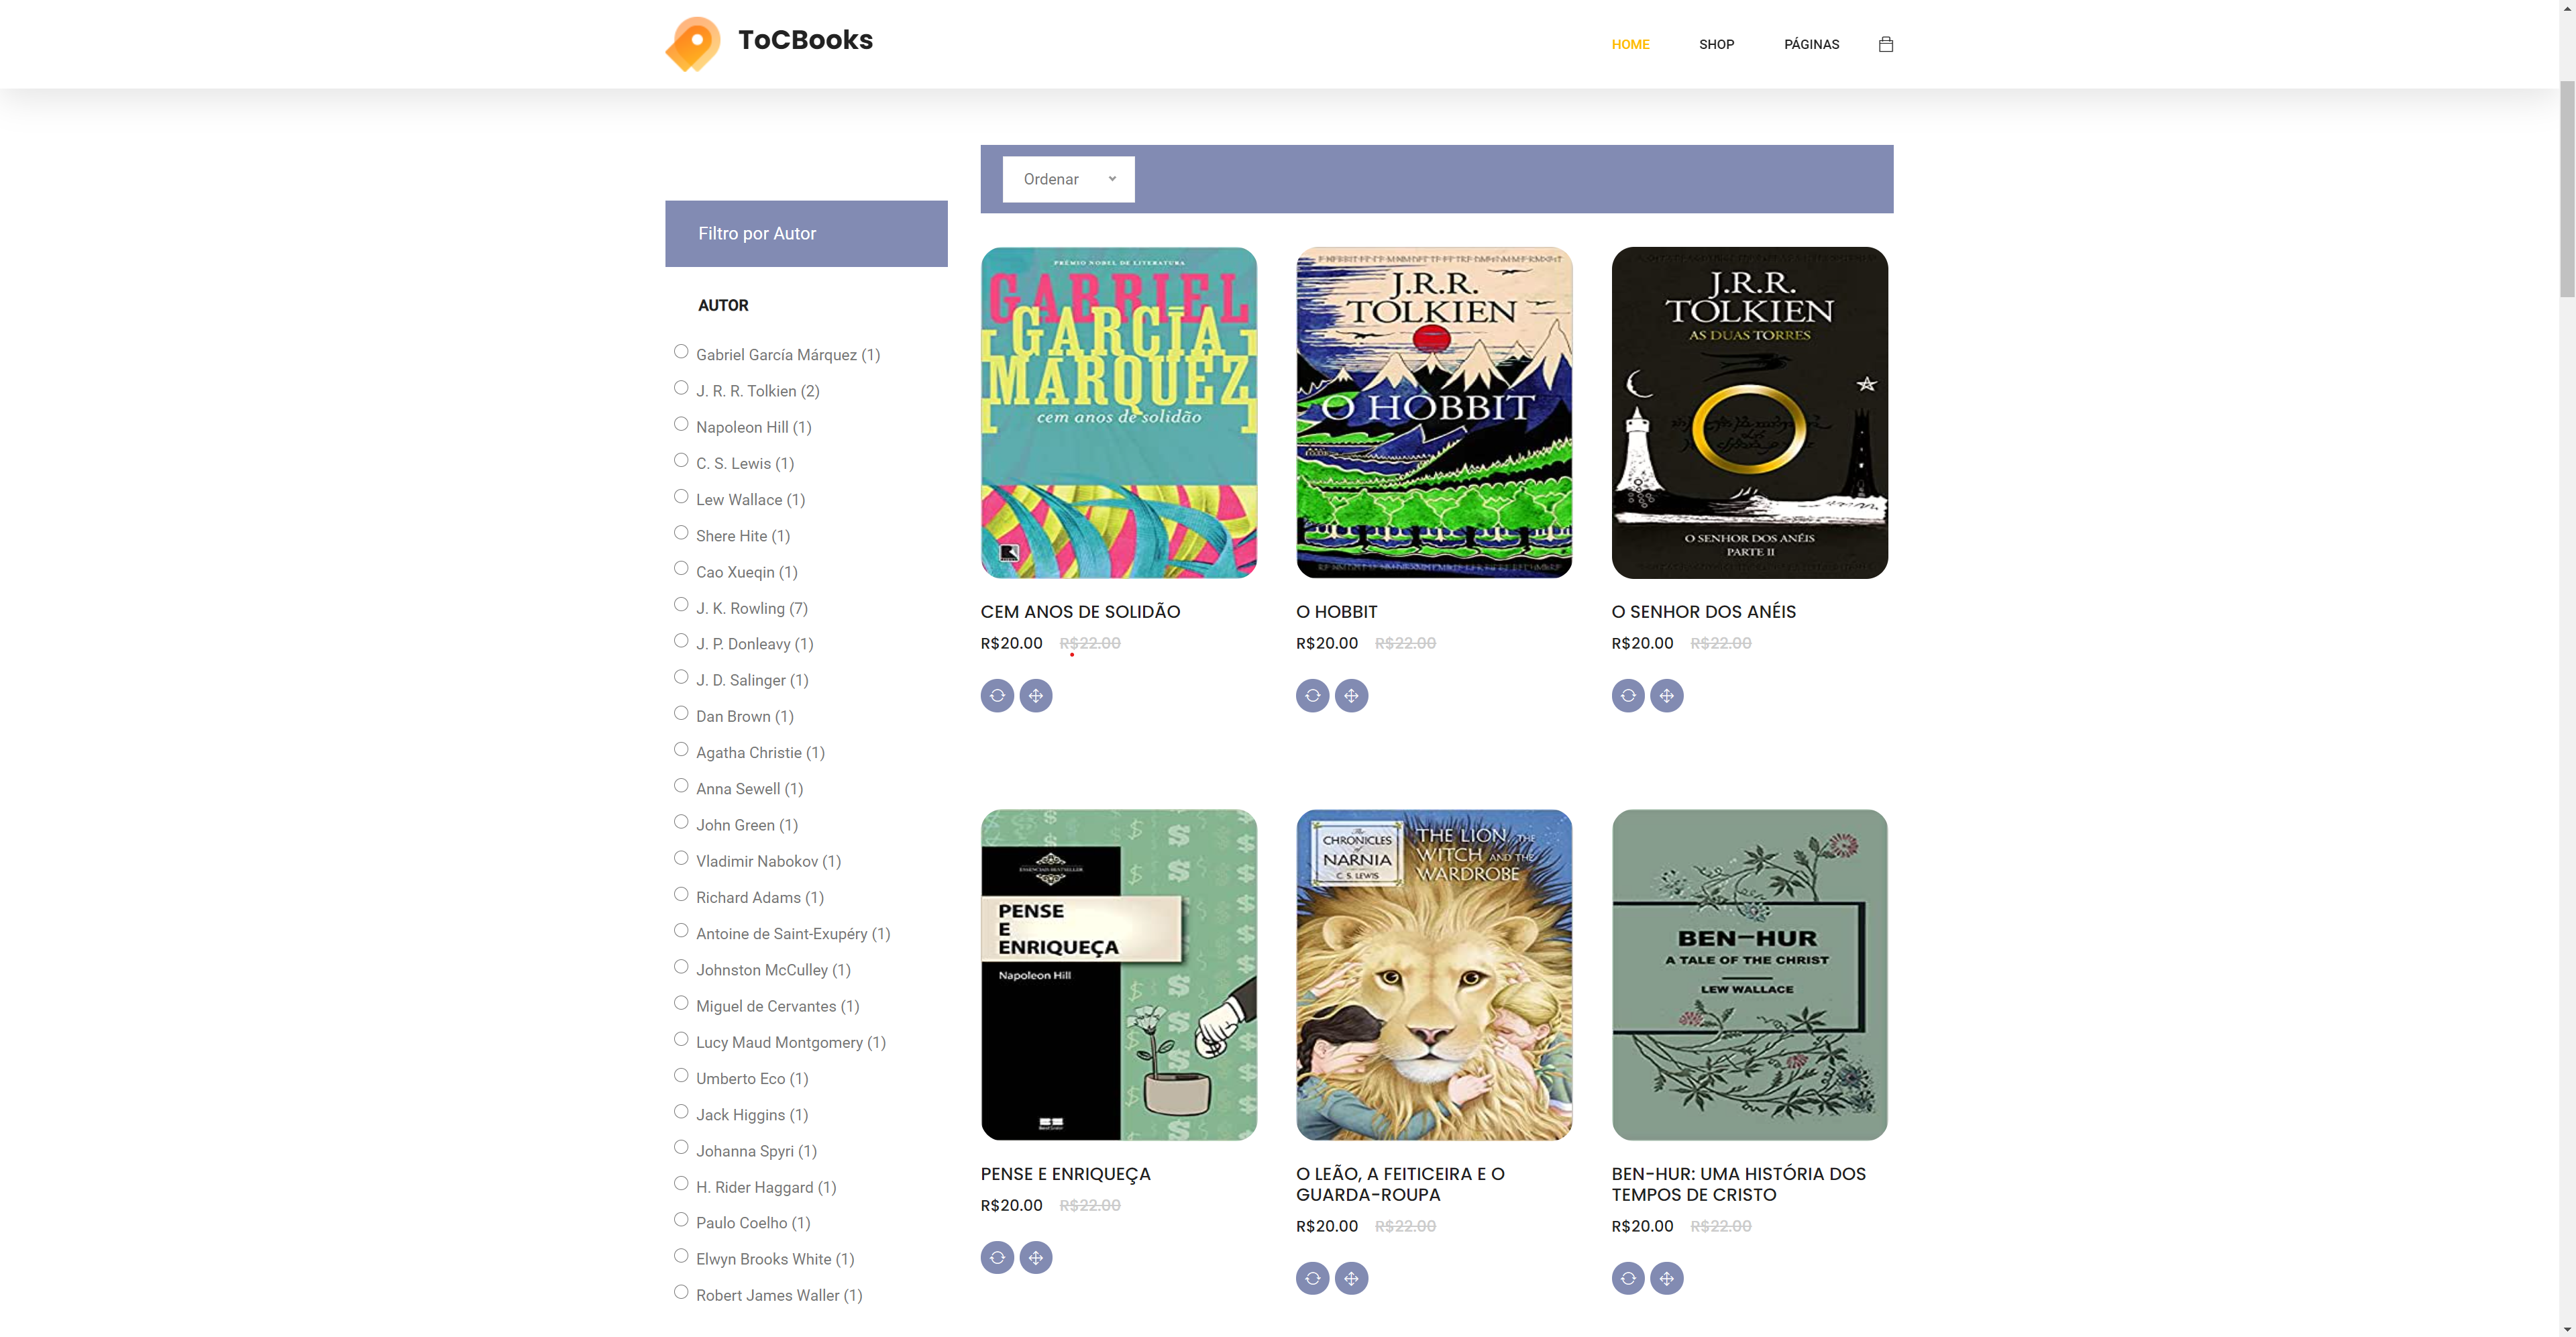 ToCBooks
HOME
SHOP
PÁGINAS
Ordenar
Filtro por Autor
AUTOR
Gabriel García Márquez (1)
J. R. R. Tolkien (2)
Napoleon Hill (1)
C. S. Lewis (1)
Lew Wallace (1)
Shere Hite (1)
Cao Xueqin (1)
J. K. Rowling (7)
J. P. Donleavy (1)
J. D. Salinger (1)
Dan Brown (1)
Agatha Christie (1)
Anna Sewell (1)
John Green (1)
Vladimir Nabokov (1)
Richard Adams (1)
Antoine de Saint-Exupéry (1)
Johnston McCulley (1)
Miguel de Cervantes (1)
Lucy Maud Montgomery (1)
Umberto Eco (1)
Jack Higgins (1)
Johanna Spyri (1)
H. Rider Haggard (1)
Paulo Coelho (1)
Elwyn Brooks White (1)
Robert James Waller (1)
PRÊMIO NOBEL DE LITERATURA
GABRIEL
GARCÍA
MÁRQUEZ
cem anos de solidão
CEM ANOS DE SOLIDÃO
R$20.00 R$22.00
J.R.R.
TOLKIEN
O HOBBIT
O HOBBIT
R$20.00 R$22.00
J.R.R.
TOLKIEN
AS DUAS TORRES
O SENHOR DOS ANÉIS
PARTE II
O SENHOR DOS ANÉIS
R$20.00 R$22.00
PENSE
E
ENRIQUEÇA
Napoleon Hill
PENSE E ENRIQUEÇA
R$20.00 R$22.00
The
CHRONICLES
of
NARNIA
C. S. LEWIS
THE LION, THE
WITCH AND THE
WARDROBE
O LEÃO, A FEITICEIRA E O
GUARDA-ROUPA
R$20.00 R$22.00
BEN-HUR
A TALE OF THE CHRIST
LEW WALLACE
BEN-HUR: UMA HISTÓRIA DOS
TEMPOS DE CRISTO
R$20.00 R$22.00